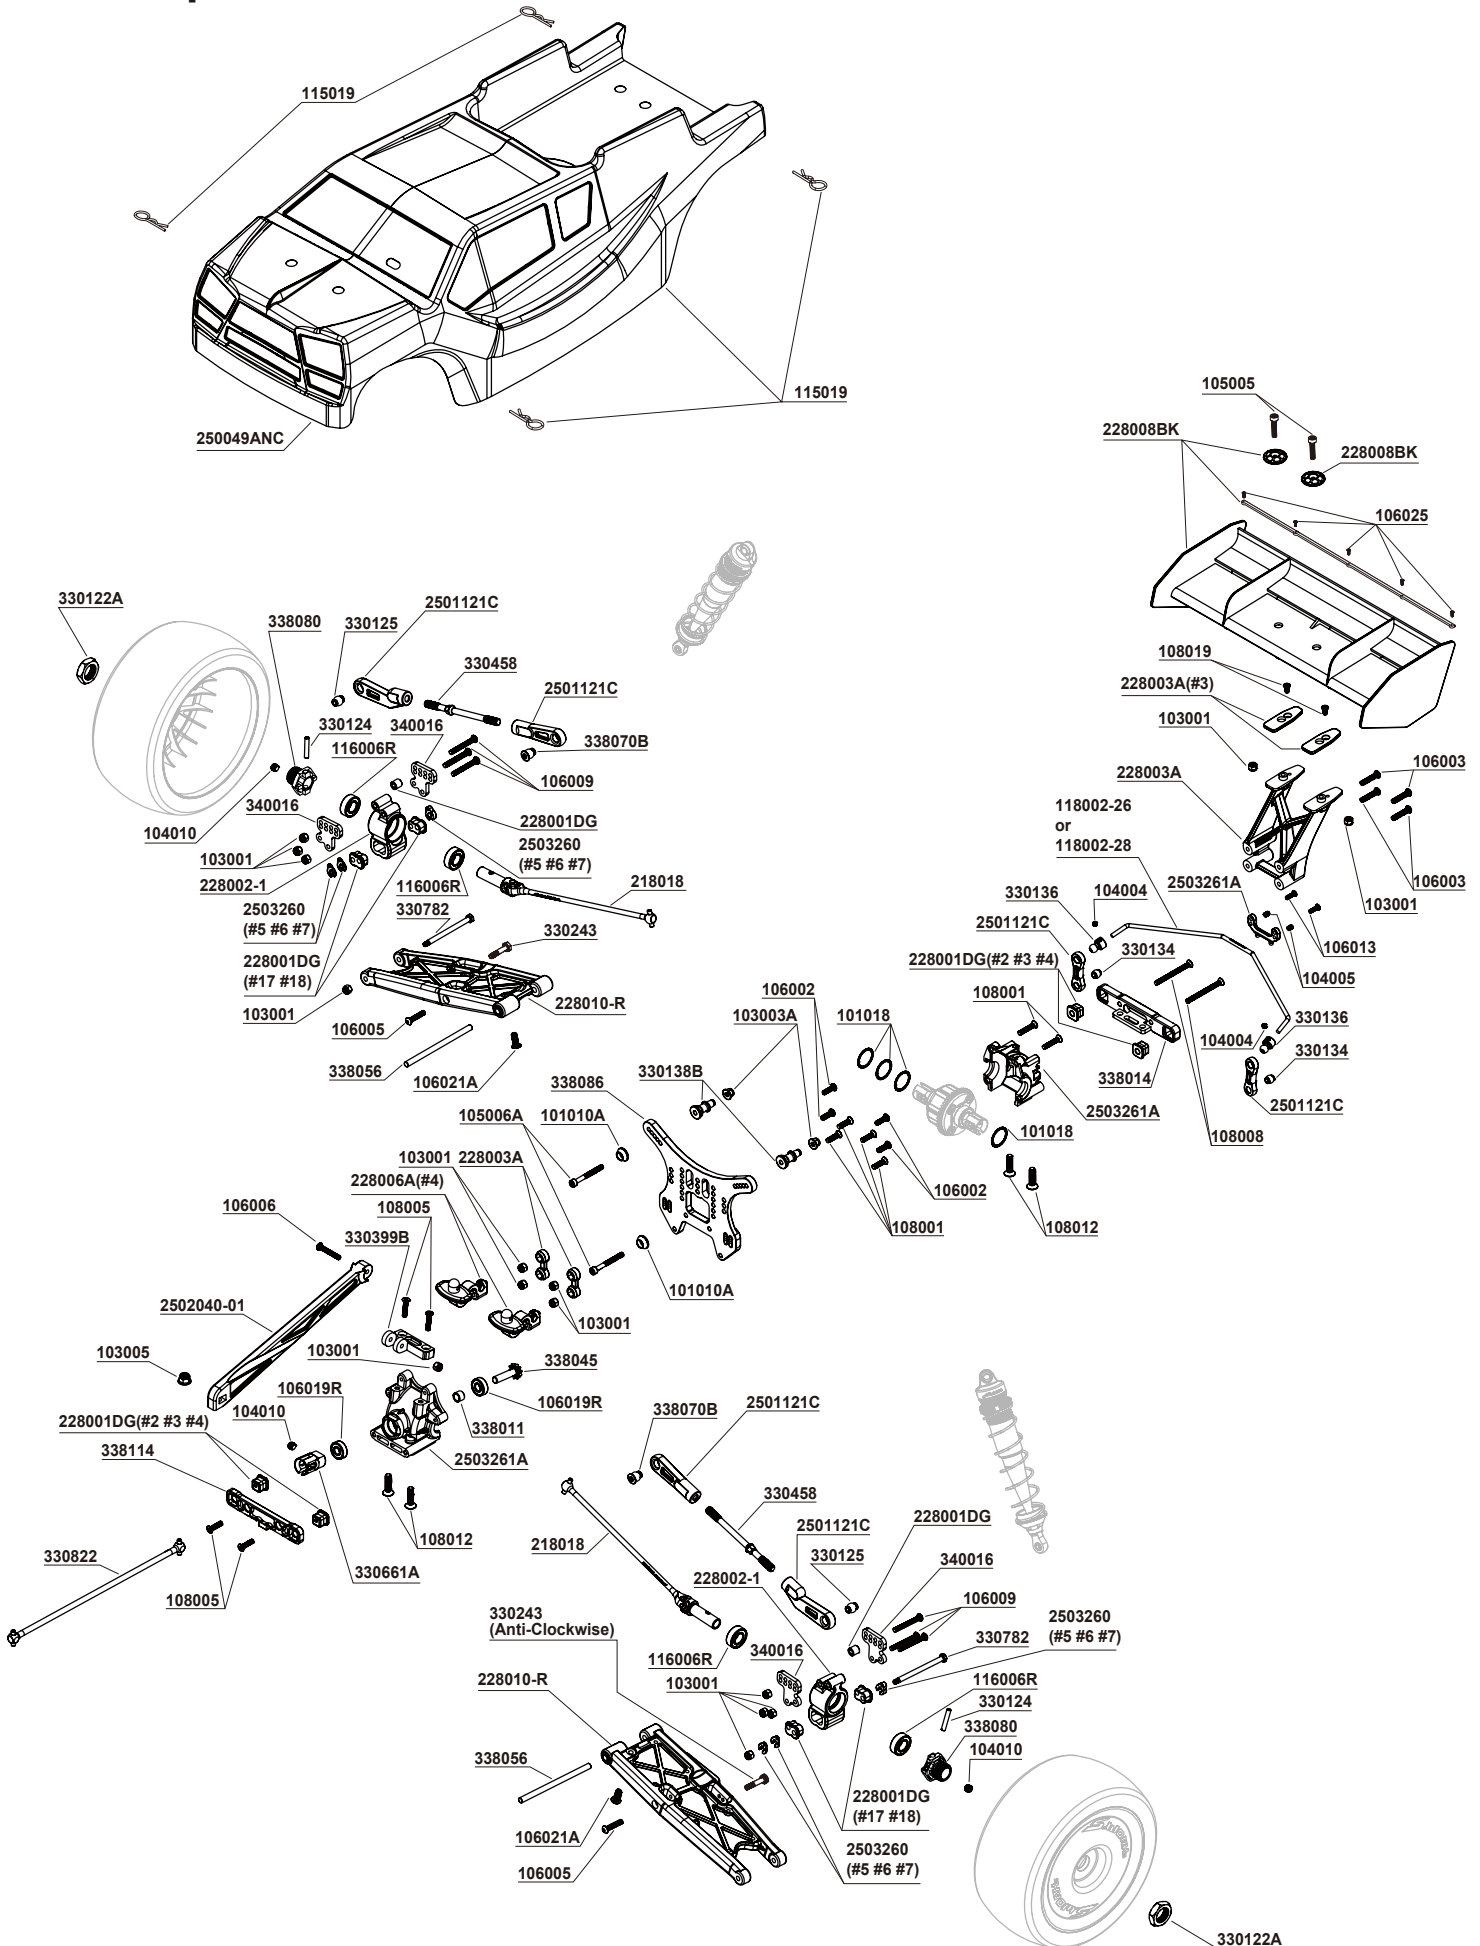 115019
115019
250049ANC
105005
228008BK
228008BK
106025
108019
228003A(#3)
103001
228003A
106003
118002-26
or
118002-28
106003
103001
2503261A
106013
104005
330136
104004
2501121C
330134
228001DG(#2 #3 #4)
108001
104004
330136
330134
2501121C
338014
2503261A
108008
330122A
338080
330125
2501121C
330458
2501121C
330124
340016
338070B
116006R
106009
340016
104010
228001DG
103001
2503260
(#5 #6 #7)
228002-1
116006R
218018
2503260
(#5 #6 #7)
330782
330243
228001DG
(#17 #18)
103001
228010-R
106005
338056
106021A
106002
103003A
101018
330138B
338086
105006A
101010A
101018
106002
108001
108012
103001
228003A
228006A(#4)
106006
108005
330399B
101010A
2502040-01
103001
103005
103001
338045
106019R
106019R
104010
228001DG(#2 #3 #4)
338011
338114
2503261A
108012
330822
330661A
108005
338070B
2501121C
330458
218018
2501121C
228001DG
330125
340016
228002-1
106009
2503260
(#5 #6 #7)
330243
(Anti-Clockwise)
330782
116006R
340016
228010-R
103001
116006R
330124
338080
104010
338056
228001DG
(#17 #18)
106021A
2503260
(#5 #6 #7)
106005
330122A